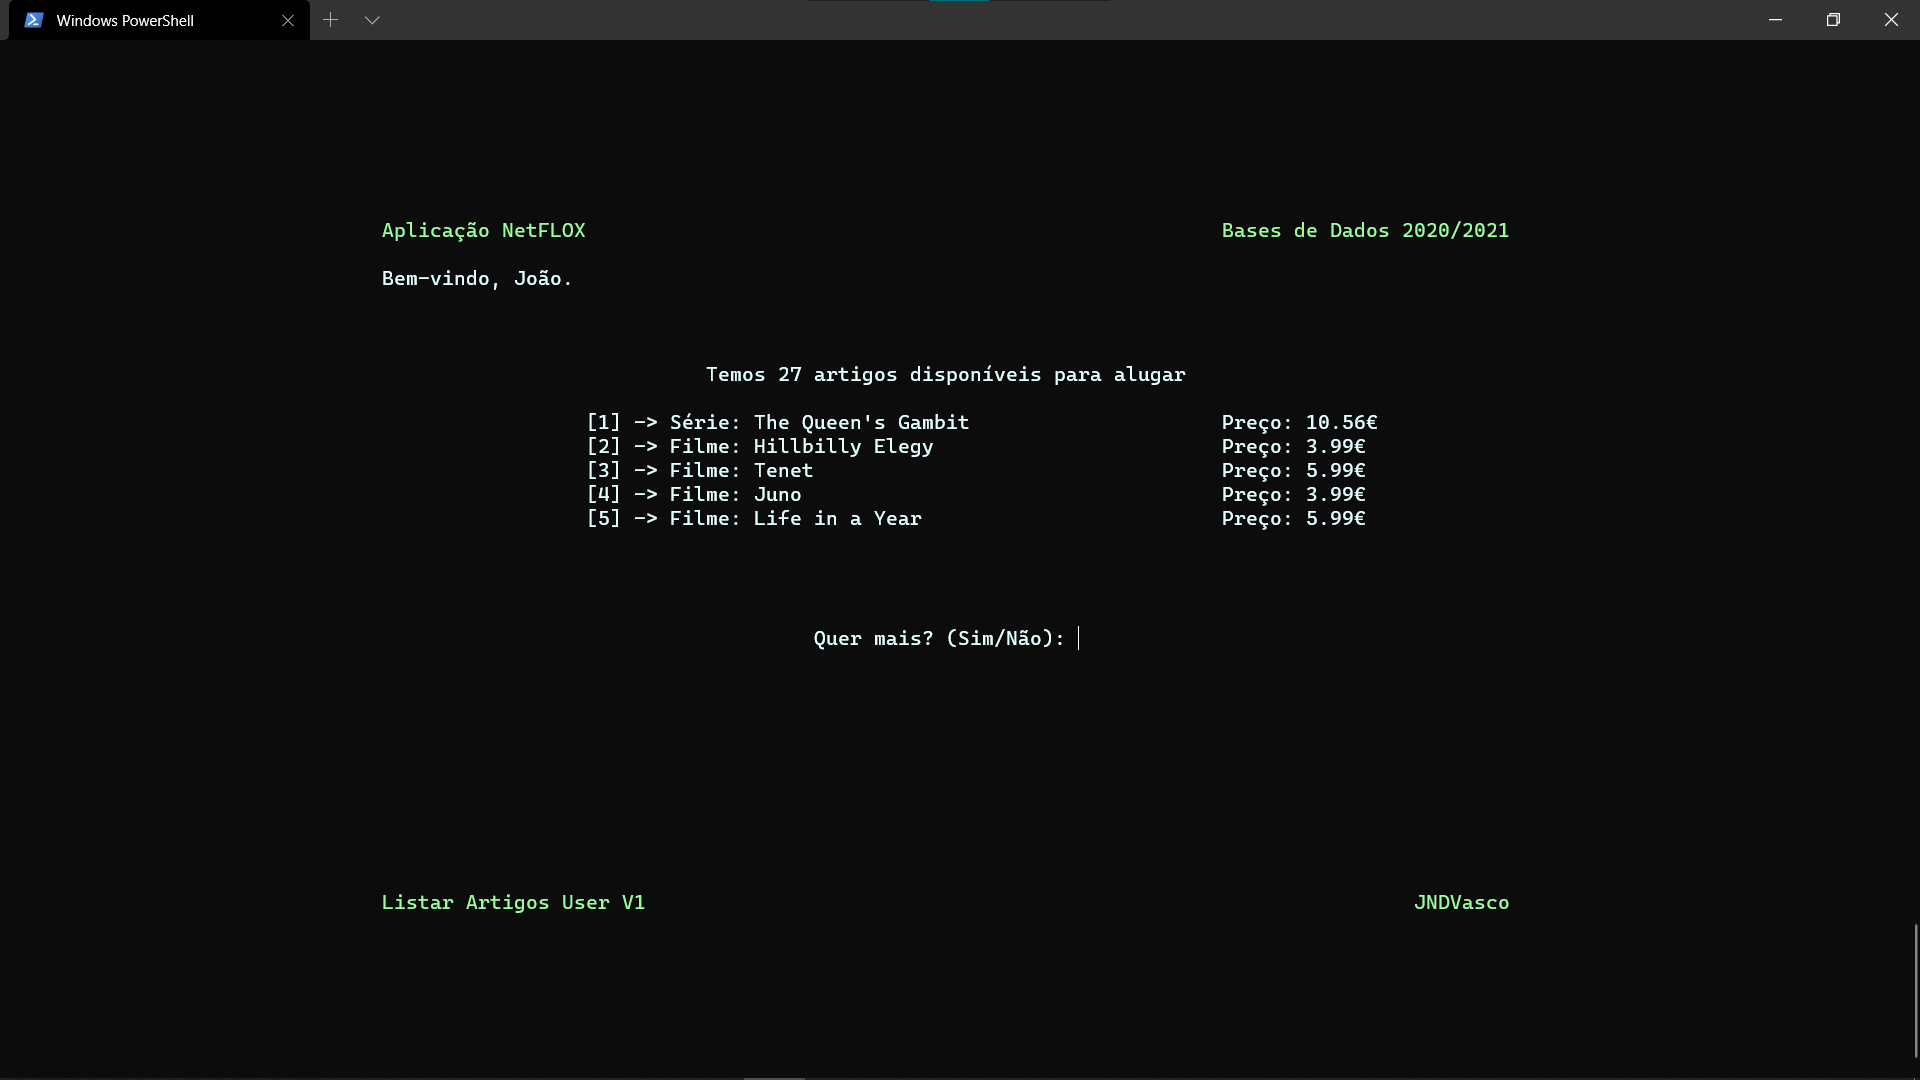 Windows PowerShell
Aplicação NetFLOX Bases de Dados 2020/2021
Bem-vindo, João.
Temos 27 artigos disponíveis para alugar
[1] -> Série: The Queen's Gambit Preço: 10.56€
[2] -> Filme: Hillbilly Elegy Preço: 3.99€
[3] -> Filme: Tenet Preço: 5.99€
[4] -> Filme: Juno Preço: 3.99€
[5] -> Filme: Life in a Year Preço: 5.99€
Quer mais? (Sim/Não):
Listar Artigos User V1 JNDVasco